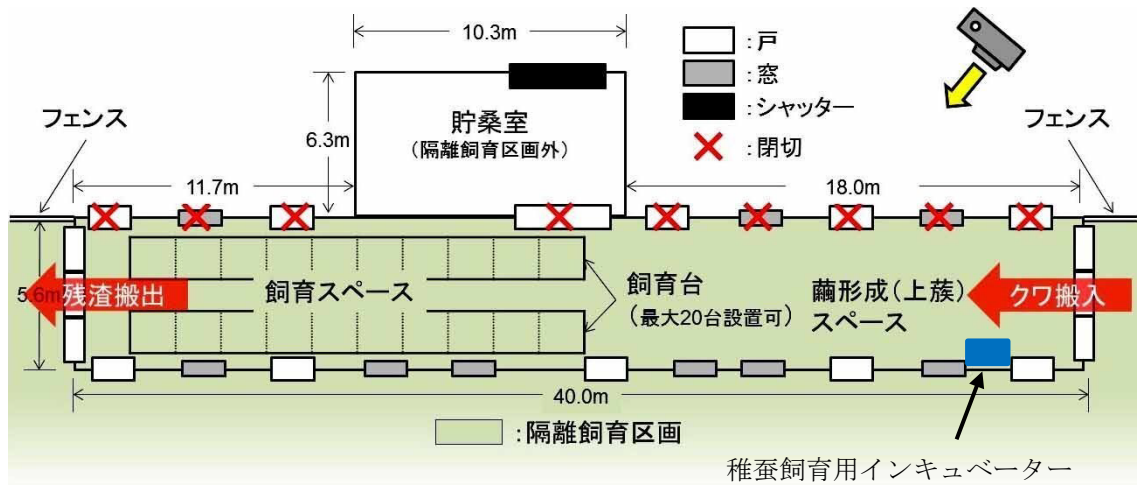 10.3m
:戸
:窓
:シャッター
:閉切
フェンス
6.3m
貯桑室
(隔離飼育区画外)
フェンス
11.7m
18.0m
5.6m
残渣搬出
飼育スペース
飼育台
(最大20台設置可)
繭形成(上蔟)
スペース
クワ搬入
40.0m
:隔離飼育区画
稚蚕飼育用インキュベーター